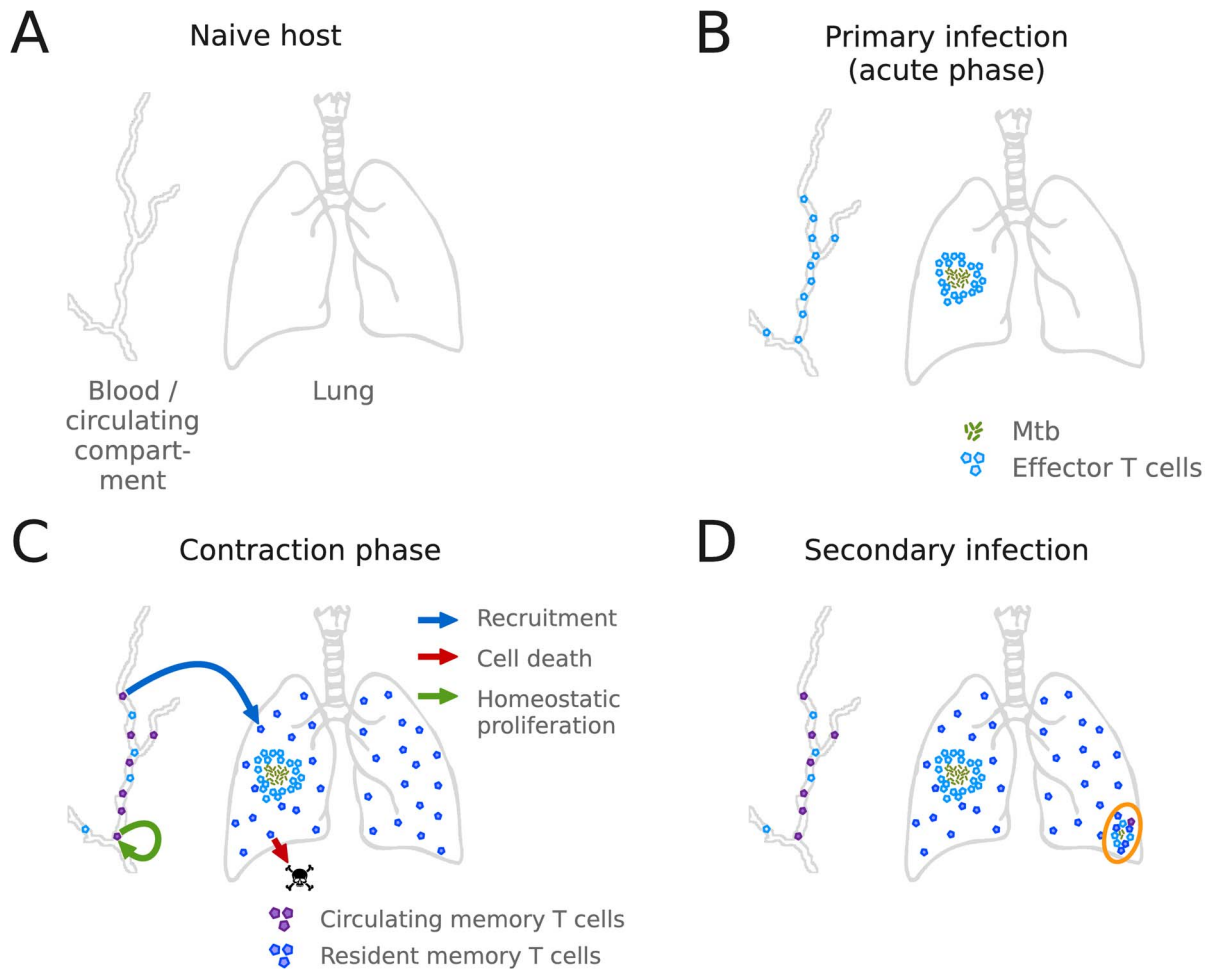 A
Naive host
Blood /
circulating
compart-
ment
Lung
B
Primary infection
(acute phase)
Mtb
Effector T cells
C
Contraction phase
Recruitment
Cell death
Homeostatic
proliferation
Circulating memory T cells
Resident memory T cells
D
Secondary infection